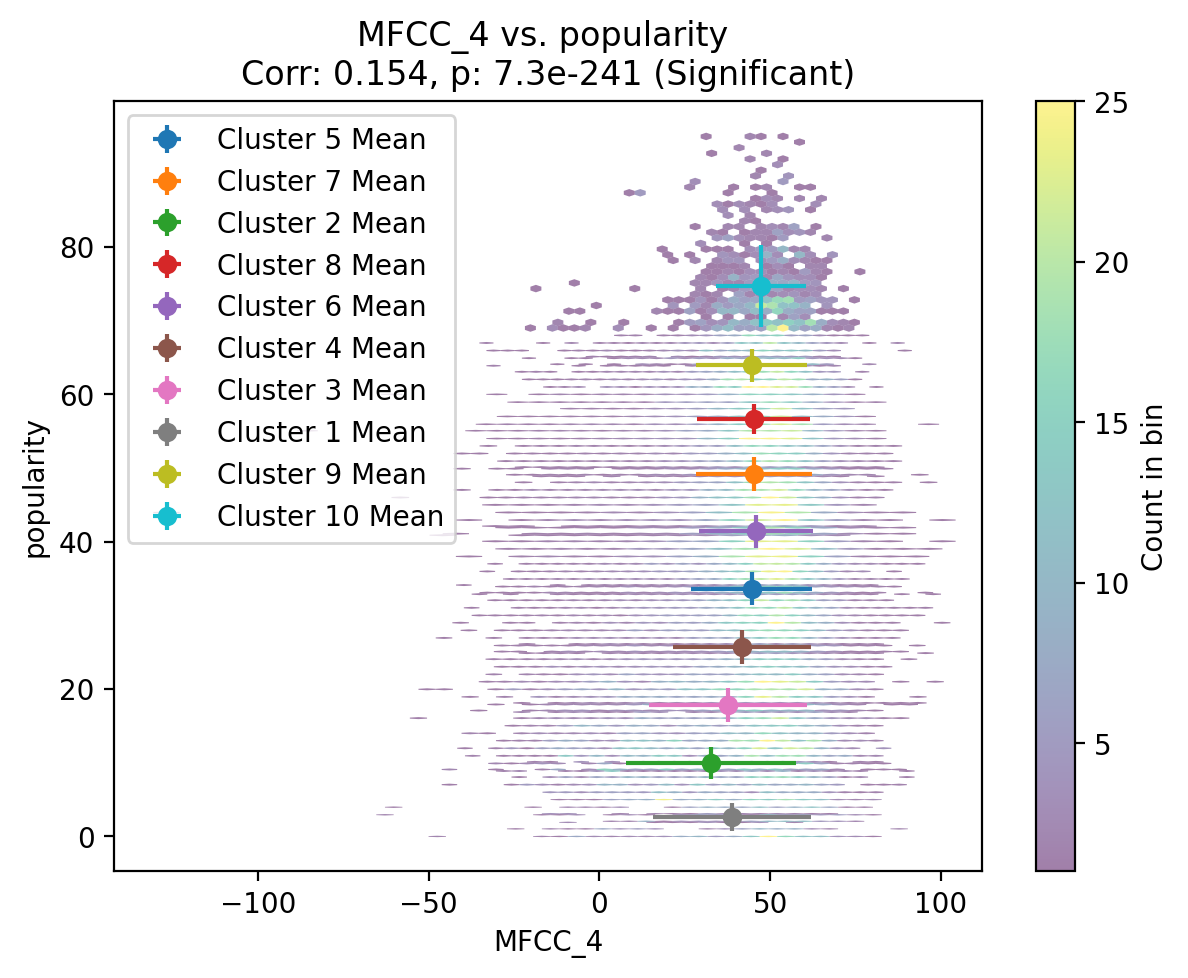 MFCC_4 vs. popularity
Corr: 0.154, p: 7.3e-241 (Significant)
Cluster 5 Mean
Cluster 7 Mean
Cluster 2 Mean
Cluster 8 Mean
Cluster 6 Mean
Cluster 4 Mean
Cluster 3 Mean
Cluster 1 Mean
Cluster 9 Mean
Cluster 10 Mean
popularity
80
60
40
20
0
−100
−50
0
50
100
MFCC_4
25
20
15
10
5
Count in bin